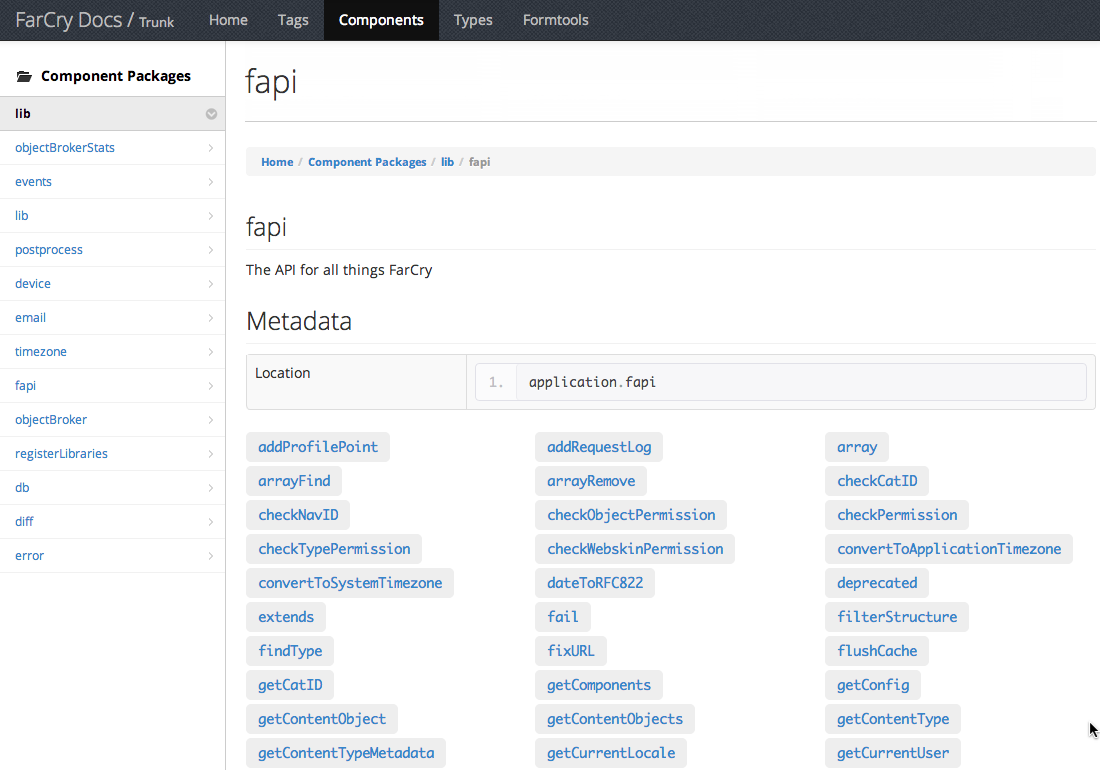 FarCry Docs / Trunk Home Tags Components Types Formtools
Component Packages
lib
objectBrokerStats
events
lib
postprocess
device
email
timezone
fapi
objectBroker
registerLibraries
db
diff
error
fapi
Home / Component Packages / lib / fapi
fapi
The API for all things FarCry
Metadata
Location 1. application.fapi
addProfilePoint addRequestLog array
arrayFind arrayRemove checkCatID
checkNavID checkObjectPermission checkPermission
checkTypePermission checkWebskinPermission convertToApplicationTimezone
convertToSystemTimezone dateToRFC822 deprecated
extends fail filterStructure
findType fixURL flushCache
getCatID getComponents getConfig
getContentObject getContentObjects getContentType
getContentTypeMetadata getCurrentLocale getCurrentUser